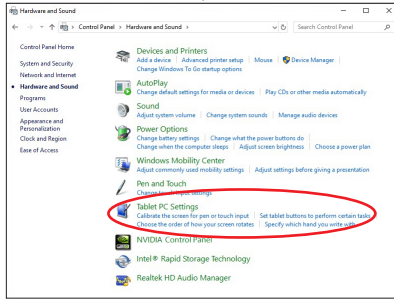 Hardware and Sound
Control Panel > Hardware and Sound >
Search Control Panel
Control Panel Home
System and Security
Network and Internet
Hardware and Sound
Programs
User Accounts
Appearance and
Personalization
Clock and Region
Ease of Access
Devices and Printers
Add a device | Advanced printer setup | Mouse | Device Manager |
Change Windows To Go startup options
AutoPlay
Change default settings for media or devices | Play CDs or other media automatically
Sound
Adjust system volume | Change system sounds | Manage audio devices
Power Options
Change battery settings | Change what the power buttons do |
Change when the computer sleeps | Adjust screen brightness | Choose a power plan
Windows Mobility Center
Adjust commonly used mobility settings | Adjust settings before giving a presentation
Pen and Touch
Change touch input settings
Tablet PC Settings
Calibrate the screen for pen or touch input | Set tablet buttons to perform certain tasks
Choose the order of how your screen rotates | Specify which hand you write with
NVIDIA Control Panel
Intel® Rapid Storage Technology
Realtek HD Audio Manager